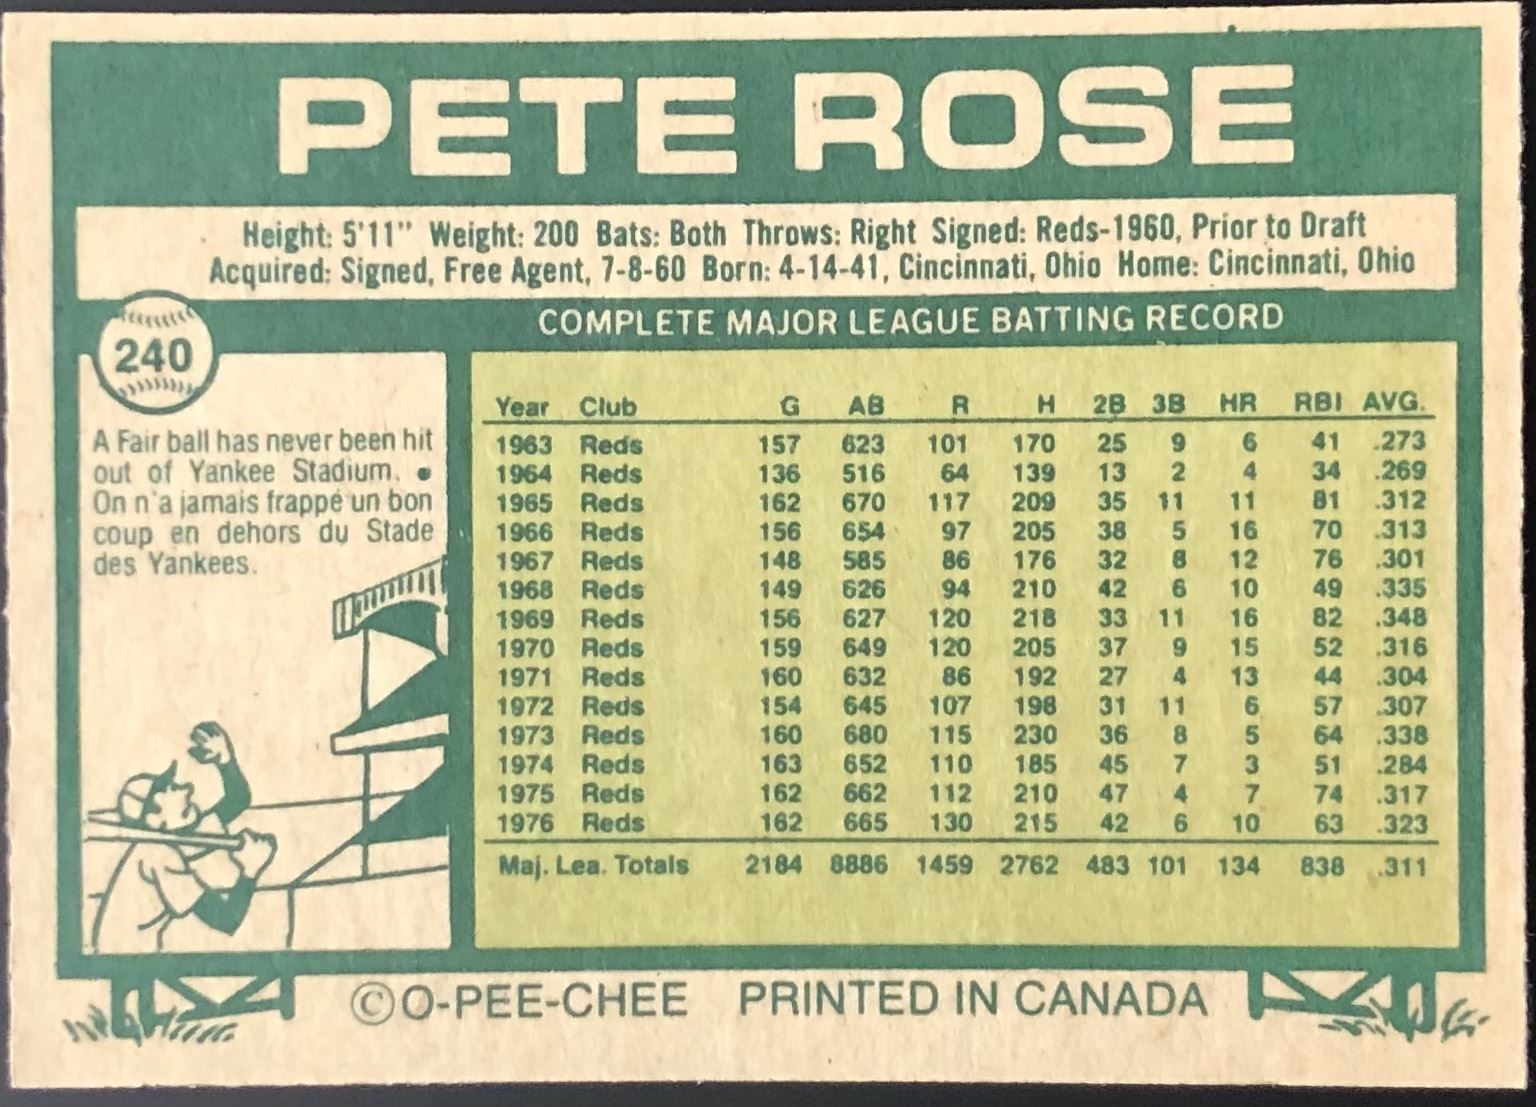 PETE ROSE
Height: 5'11" Weight: 200 Bats: Both Throws: Right Signed: Reds-1960, Prior to Draft
Acquired: Signed, Free Agent, 7-8-60 Born: 4-14-41, Cincinnati, Ohio Home: Cincinnati, Ohio
240
A Fair ball has never been hit
out of Yankee Stadium. •
On n'a jamais frappé un bon
coup en dehors du Stade
des Yankees.
COMPLETE MAJOR LEAGUE BATTING RECORD
Year Club G AB R H 2B 3B HR RBI AVG.
1963 Reds 157 623 101 170 25 9 6 41 .273
1964 Reds 136 516 64 139 13 2 4 34 .269
1965 Reds 162 670 117 209 35 11 11 81 .312
1966 Reds 156 654 97 205 38 5 16 70 .313
1967 Reds 148 585 86 176 32 8 12 76 .301
1968 Reds 149 626 94 210 42 6 10 49 .335
1969 Reds 156 627 120 218 33 11 16 82 .348
1970 Reds 159 649 120 205 37 9 15 52 .316
1971 Reds 160 632 86 192 27 4 13 44 .304
1972 Reds 154 645 107 198 31 11 6 57 .307
1973 Reds 160 680 115 230 36 8 5 64 .338
1974 Reds 163 652 110 185 45 7 3 51 .284
1975 Reds 162 662 112 210 47 4 7 74 .317
1976 Reds 162 665 130 215 42 6 10 63 .323
Maj. Lea. Totals 2184 8886 1459 2762 483 101 134 838 .311
©O-PEE-CHEE PRINTED IN CANADA